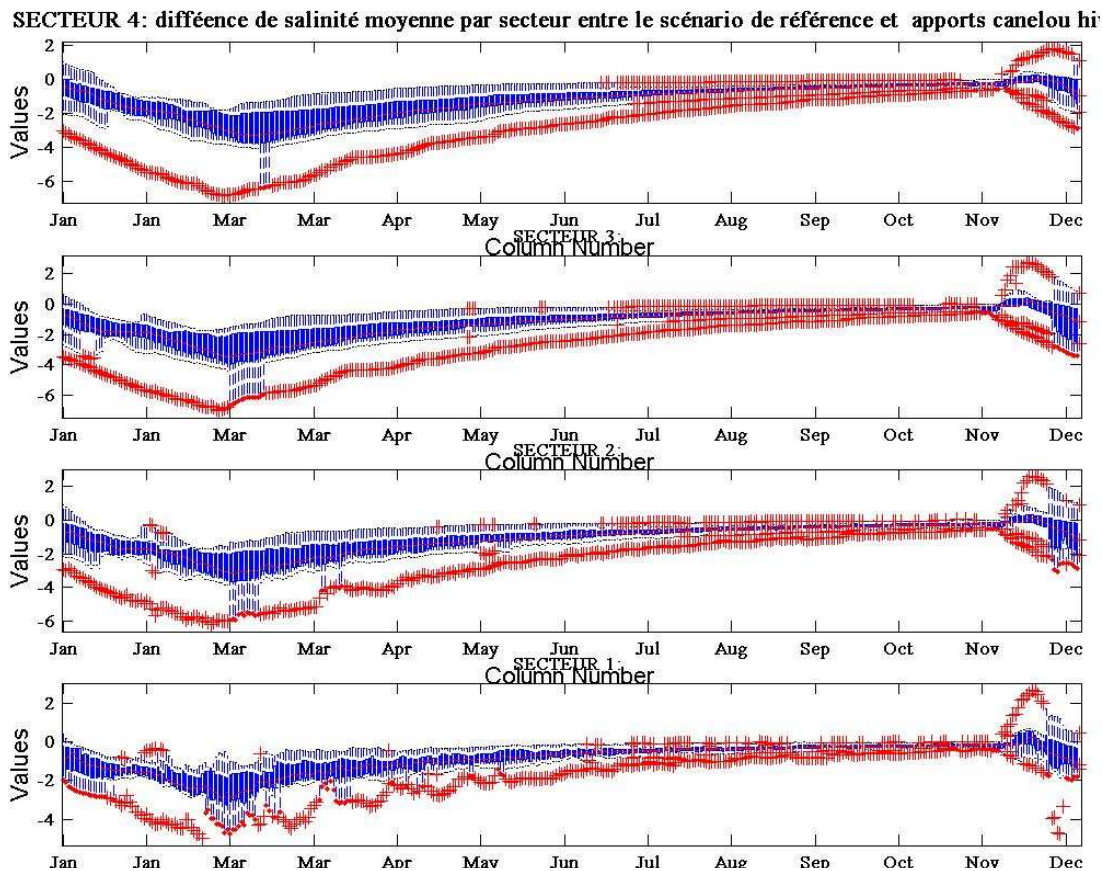 SECTEUR 4: difféence de salinité moyenne par secteur entre le scénario de référence et apports canelou hiv
2
0
-2
-4
-6
Values
Jan Jan Mar Mar Apr May Jun Jul Aug Sep Oct Nov Dec
SECTEUR 3:
Column Number
2
0
-2
-4
-6
Values
Jan Jan Mar Mar Apr May Jun Jul Aug Sep Oct Nov Dec
SECTEUR 2:
Column Number
2
0
-2
-4
-6
Values
Jan Jan Mar Mar Apr May Jun Jul Aug Sep Oct Nov Dec
SECTEUR 1:
Column Number
2
0
-2
-4
Values
Jan Jan Mar Mar Apr May Jun Jul Aug Sep Oct Nov Dec